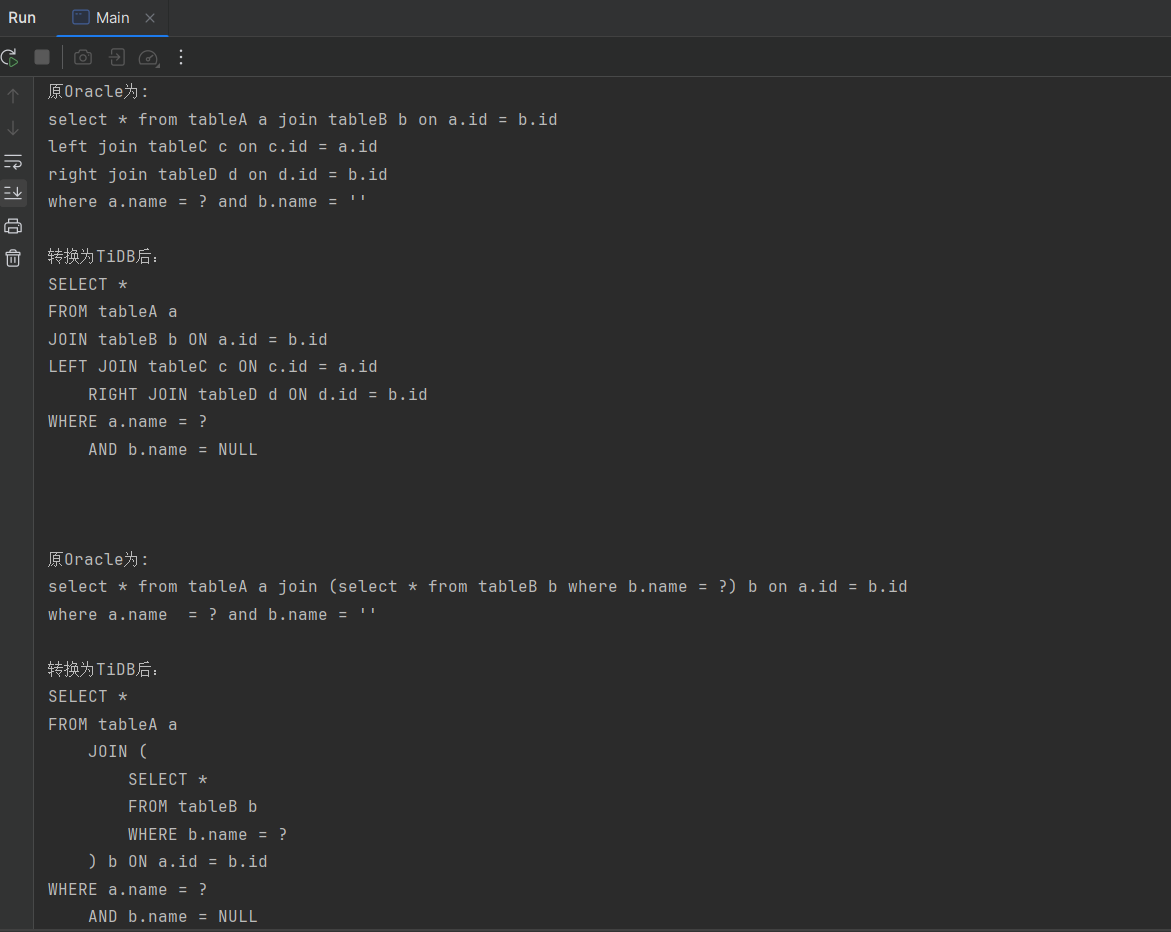 Run
Main
原Oracle为:
select * from tableA a join tableB b on a.id = b.id
left join tableC c on c.id = a.id
right join tableD d on d.id = b.id
where a.name = ? and b.name = ''
转换为TiDB后:
SELECT *
FROM tableA a
JOIN tableB b ON a.id = b.id
LEFT JOIN tableC c ON c.id = a.id
RIGHT JOIN tableD d ON d.id = b.id
WHERE a.name = ?
AND b.name = NULL
原Oracle为:
select * from tableA a join (select * from tableB b where b.name = ?) b on a.id = b.id
where a.name  = ? and b.name = ''
转换为TiDB后:
SELECT *
FROM tableA a
JOIN (
SELECT *
FROM tableB b
WHERE b.name = ?
) b ON a.id = b.id
WHERE a.name = ?
AND b.name = NULL